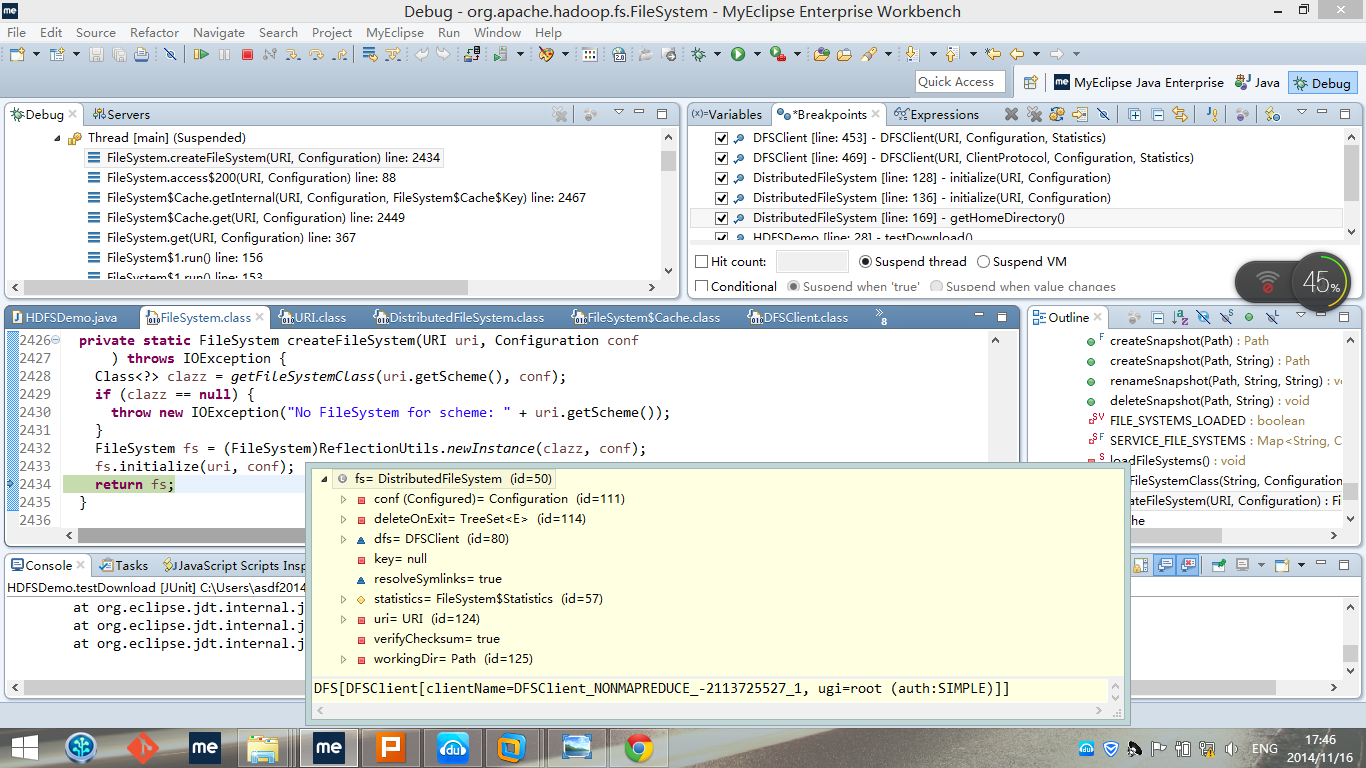 Debug - org.apache.hadoop.fs.FileSystem - MyEclipse Enterprise Workbench
File Edit Source Refactor Navigate Search Project MyEclipse Run Window Help
Quick Access MyEclipse Java Enterprise Java Debug
Debug Servers
Thread [main] (Suspended)
FileSystem.createFileSystem(URI, Configuration) line: 2434
FileSystem.access$200(URI, Configuration) line: 88
FileSystem$Cache.getInternal(URI, Configuration, FileSystem$Cache$Key) line: 2467
FileSystem$Cache.get(URI, Configuration) line: 2449
FileSystem.get(URI, Configuration) line: 367
FileSystem$1.run() line: 156
FileSystem$1.run() line: 153
(x)=Variables *Breakpoints Expressions
DFSClient [line: 453] - DFSClient(URI, Configuration, Statistics)
DFSClient [line: 469] - DFSClient(URI, ClientProtocol, Configuration, Statistics)
DistributedFileSystem [line: 128] - initialize(URI, Configuration)
DistributedFileSystem [line: 136] - initialize(URI, Configuration)
DistributedFileSystem [line: 169] - getHomeDirectory()
HDFSDemo [line: 28] - testDownload()
Hit count: Suspend thread Suspend VM
Conditional Suspend when 'true' Suspend when value changes
45%
HDFSDemo.java FileSystem.class URI.class DistributedFileSystem.class FileSystem$Cache.class DFSClient.class »8
2426 private static FileSystem createFileSystem(URI uri, Configuration conf
2427 ) throws IOException {
2428 Class<?> clazz = getFileSystemClass(uri.getScheme(), conf);
2429 if (clazz == null) {
2430 throw new IOException("No FileSystem for scheme: " + uri.getScheme());
2431 }
2432 FileSystem fs = (FileSystem)ReflectionUtils.newInstance(clazz, conf);
2433 fs.initialize(uri, conf);
2434 return fs;
2435 }
2436
Outline
createSnapshot(Path) : Path
createSnapshot(Path, String) : Path
renameSnapshot(Path, String, String) : vo
deleteSnapshot(Path, String) : void
FILE_SYSTEMS_LOADED : boolean
SERVICE_FILE_SYSTEMS : Map<String, C
loadFileSystems() : void
FileSystemClass(String, Configuration
ateFileSystem(URI, Configuration) : Fi
che
fs= DistributedFileSystem (id=50)
conf (Configured)= Configuration (id=111)
deleteOnExit= TreeSet<E> (id=114)
dfs= DFSClient (id=80)
key= null
resolveSymlinks= true
statistics= FileSystem$Statistics (id=57)
uri= URI (id=124)
verifyChecksum= true
workingDir= Path (id=125)
DFS[DFSClient[clientName=DFSClient_NONMAPREDUCE_-2113725527_1, ugi=root (auth:SIMPLE)]]
Console Tasks JavaScript Scripts Insp
HDFSDemo.testDownload [JUnit] C:\Users\asdf2014
at org.eclipse.jdt.internal.j
at org.eclipse.jdt.internal.j
at org.eclipse.jdt.internal.j
me me P du
ENG
17:46
2014/11/16